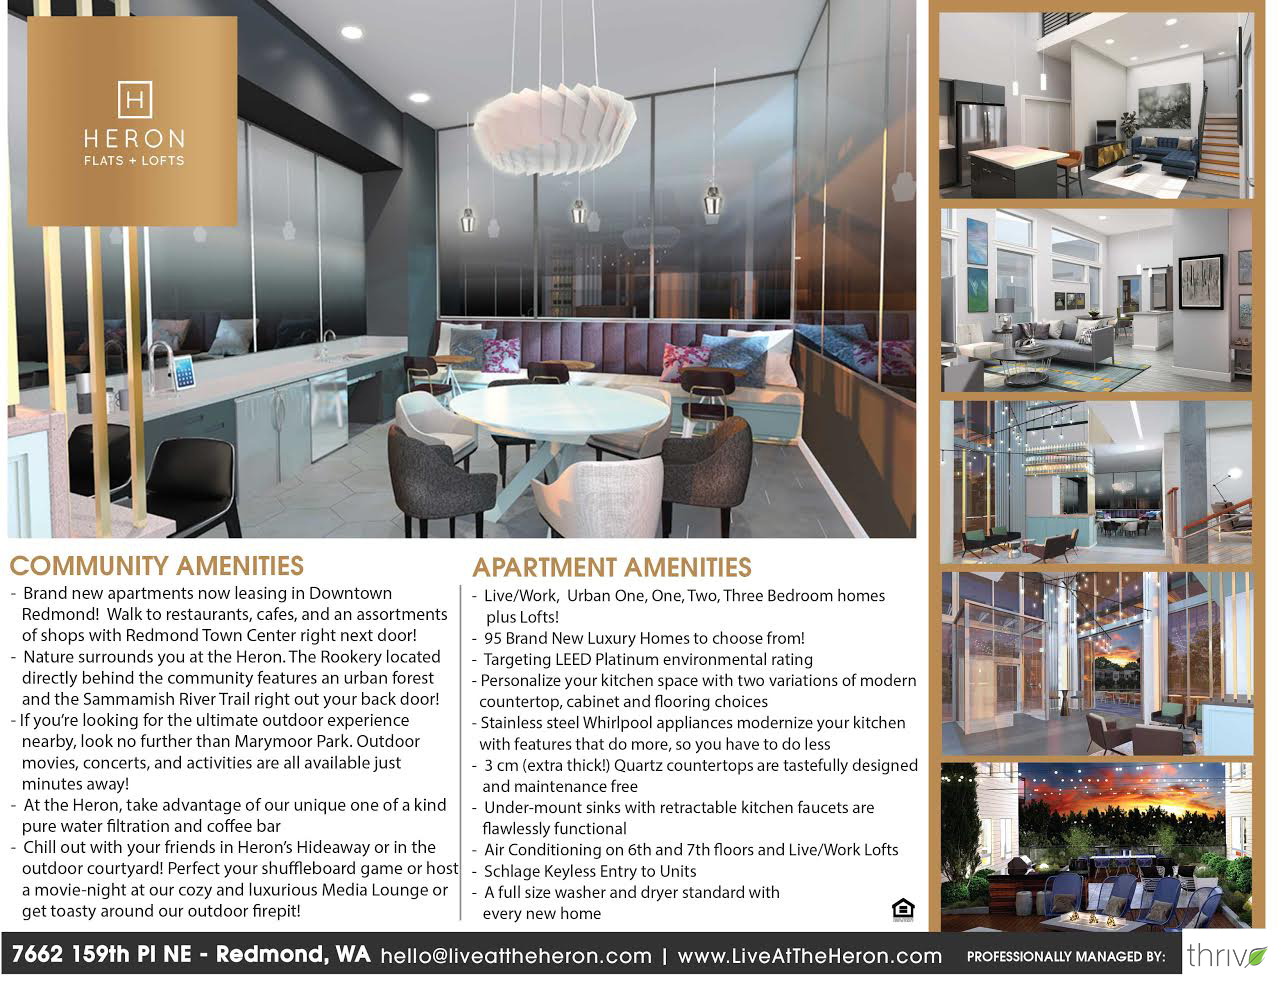 H
HERON
FLATS + LOFTS
COMMUNITY AMENITIES
- Brand new apartments now leasing in Downtown
Redmond! Walk to restaurants, cafes, and an assortments
of shops with Redmond Town Center right next door!
- Nature surrounds you at the Heron. The Rookery located
directly behind the community features an urban forest
and the Sammamish River Trail right out your back door!
- If you're looking for the ultimate outdoor experience
nearby, look no further than Marymoor Park. Outdoor
movies, concerts, and activities are all available just
minutes away!
- At the Heron, take advantage of our unique one of a kind
pure water filtration and coffee bar
- Chill out with your friends in Heron's Hideaway or in the
outdoor courtyard! Perfect your shuffleboard game or host
a movie-night at our cozy and luxurious Media Lounge or
get toasty around our outdoor firepit!
APARTMENT AMENITIES
- Live/Work, Urban One, One, Two, Three Bedroom homes
plus Lofts!
- 95 Brand New Luxury Homes to choose from!
- Targeting LEED Platinum environmental rating
- Personalize your kitchen space with two variations of modern
countertop, cabinet and flooring choices
- Stainless steel Whirlpool appliances modernize your kitchen
with features that do more, so you have to do less
- 3 cm (extra thick!) Quartz countertops are tastefully designed
and maintenance free
- Under-mount sinks with retractable kitchen faucets are
flawlessly functional
- Air Conditioning on 6th and 7th floors and Live/Work Lofts
- Schlage Keyless Entry to Units
- A full size washer and dryer standard with
every new home
7662 159th Pl NE - Redmond, WA hello@liveattheheron.com | www.LiveAtTheHeron.com PROFESSIONALLY MANAGED BY: thrive